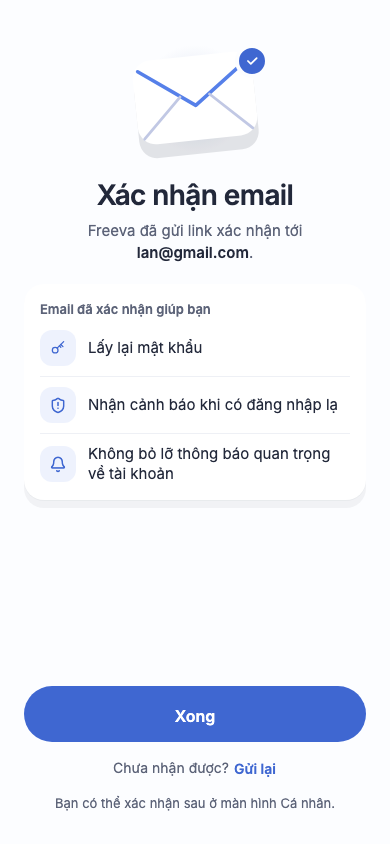 Xác nhận email
Freeva đã gửi link xác nhận tới
lan@gmail.com.
Email đã xác nhận giúp bạn
Lấy lại mật khẩu
Nhận cảnh báo khi có đăng nhập lạ
Không bỏ lỡ thông báo quan trọng
về tài khoản
Xong
Chưa nhận được? Gửi lại
Bạn có thể xác nhận sau ở màn hình Cá nhân.